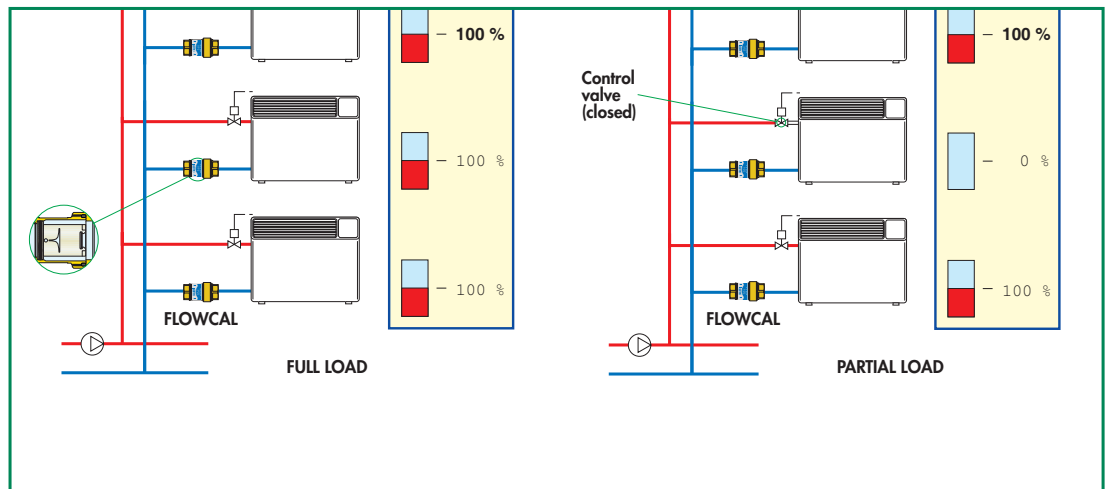 100 %
100 %
100 %
FLOWCAL
FULL LOAD
100 %
Control
valve
(closed)
0 %
100 %
FLOWCAL
PARTIAL LOAD